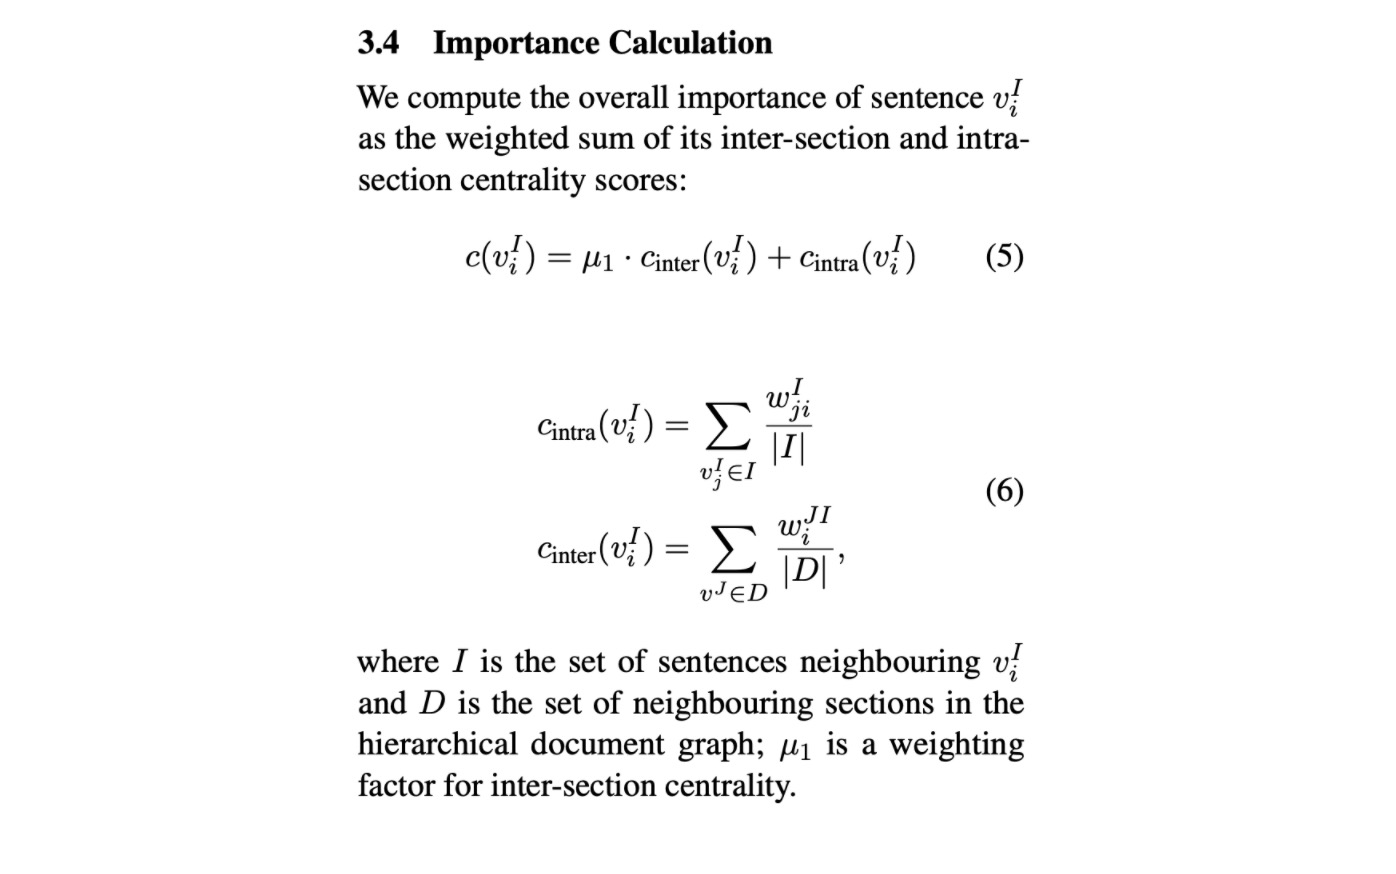 3.4 Importance Calculation
We compute the overall importance of sentence $v_i^I$
as the weighted sum of its inter-section and intra-
section centrality scores:
$c(v_i^I) = \mu_1 \cdot c_{\text{inter}}(v_i^I) + c_{\text{intra}}(v_i^I)$ (5)
$c_{\text{intra}}(v_i^I) = \sum_{v_j^I \in I} \frac{w_{ji}^I}{|I|}$
(6)
$c_{\text{inter}}(v_i^I) = \sum_{v^J \in D} \frac{w_i^{JI}}{|D|},$
where $I$ is the set of sentences neighbouring $v_i^I$
and $D$ is the set of neighbouring sections in the
hierarchical document graph; $\mu_1$ is a weighting
factor for inter-section centrality.